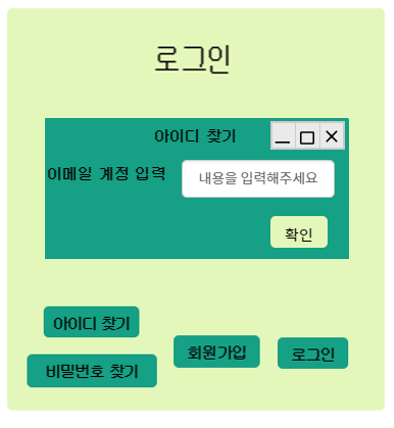 로그인
아이디 찾기
이메일 계정 입력
내용을 입력해주세요
확인
아이디 찾기
비밀번호 찾기
회원가입
로그인